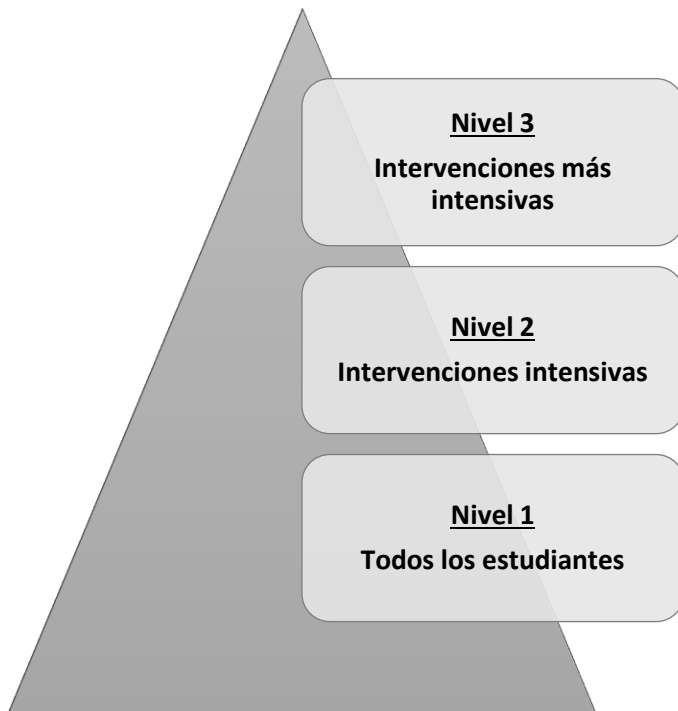 Nivel 3
Intervenciones más
intensivas
Nivel 2
Intervenciones intensivas
Nivel 1
Todos los estudiantes